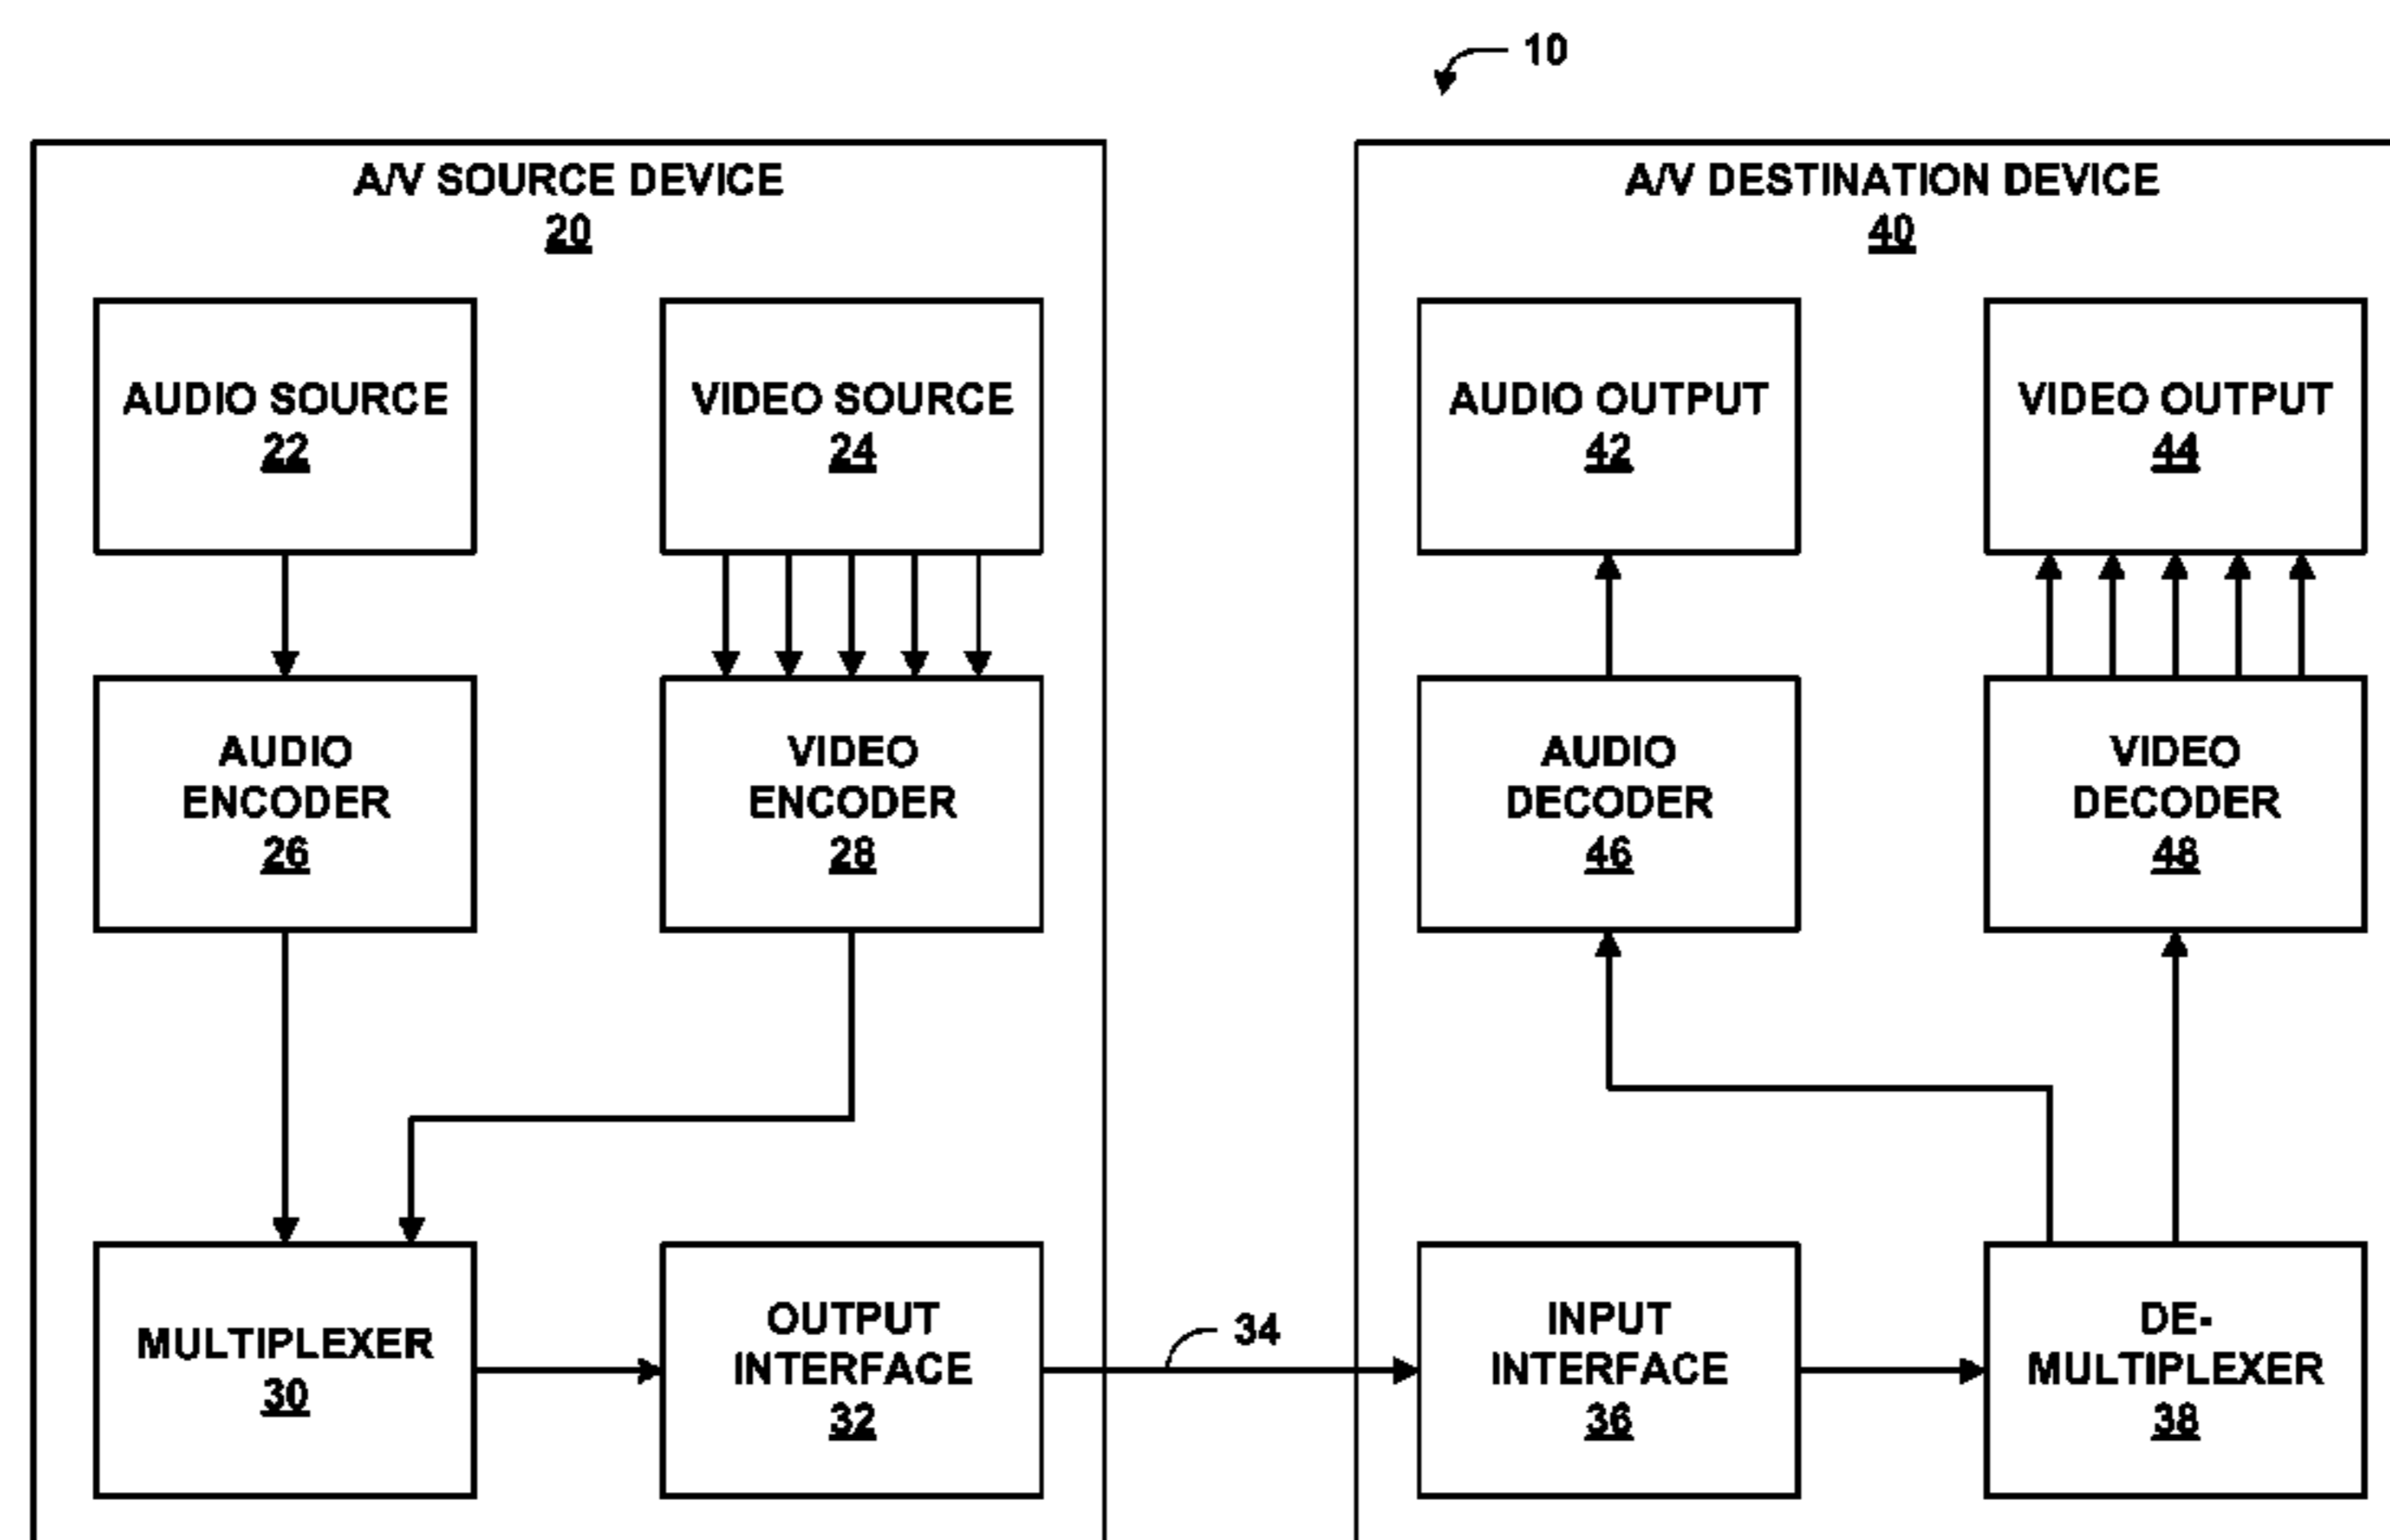 10
A/V SOURCE DEVICE
20
AUDIO SOURCE
22
VIDEO SOURCE
24
AUDIO
ENCODER
26
VIDEO
ENCODER
28
MULTIPLEXER
30
OUTPUT
INTERFACE
32
34
A/V DESTINATION DEVICE
40
AUDIO OUTPUT
42
VIDEO OUTPUT
44
AUDIO
DECODER
46
VIDEO
DECODER
48
INPUT
INTERFACE
36
DE-
MULTIPLEXER
38